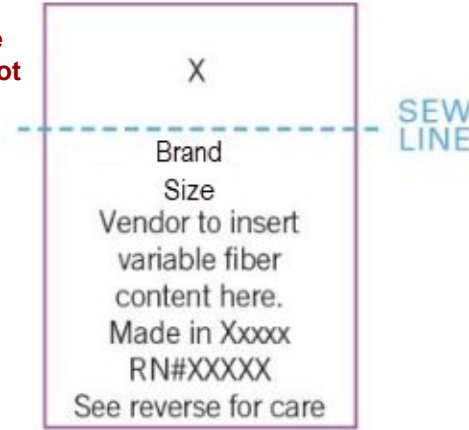 ot
X
SEW
LINE
Brand
Size
Vendor to insert
variable fiber
content here.
Made in Xxxxx
RN#XXXXX
See reverse for care